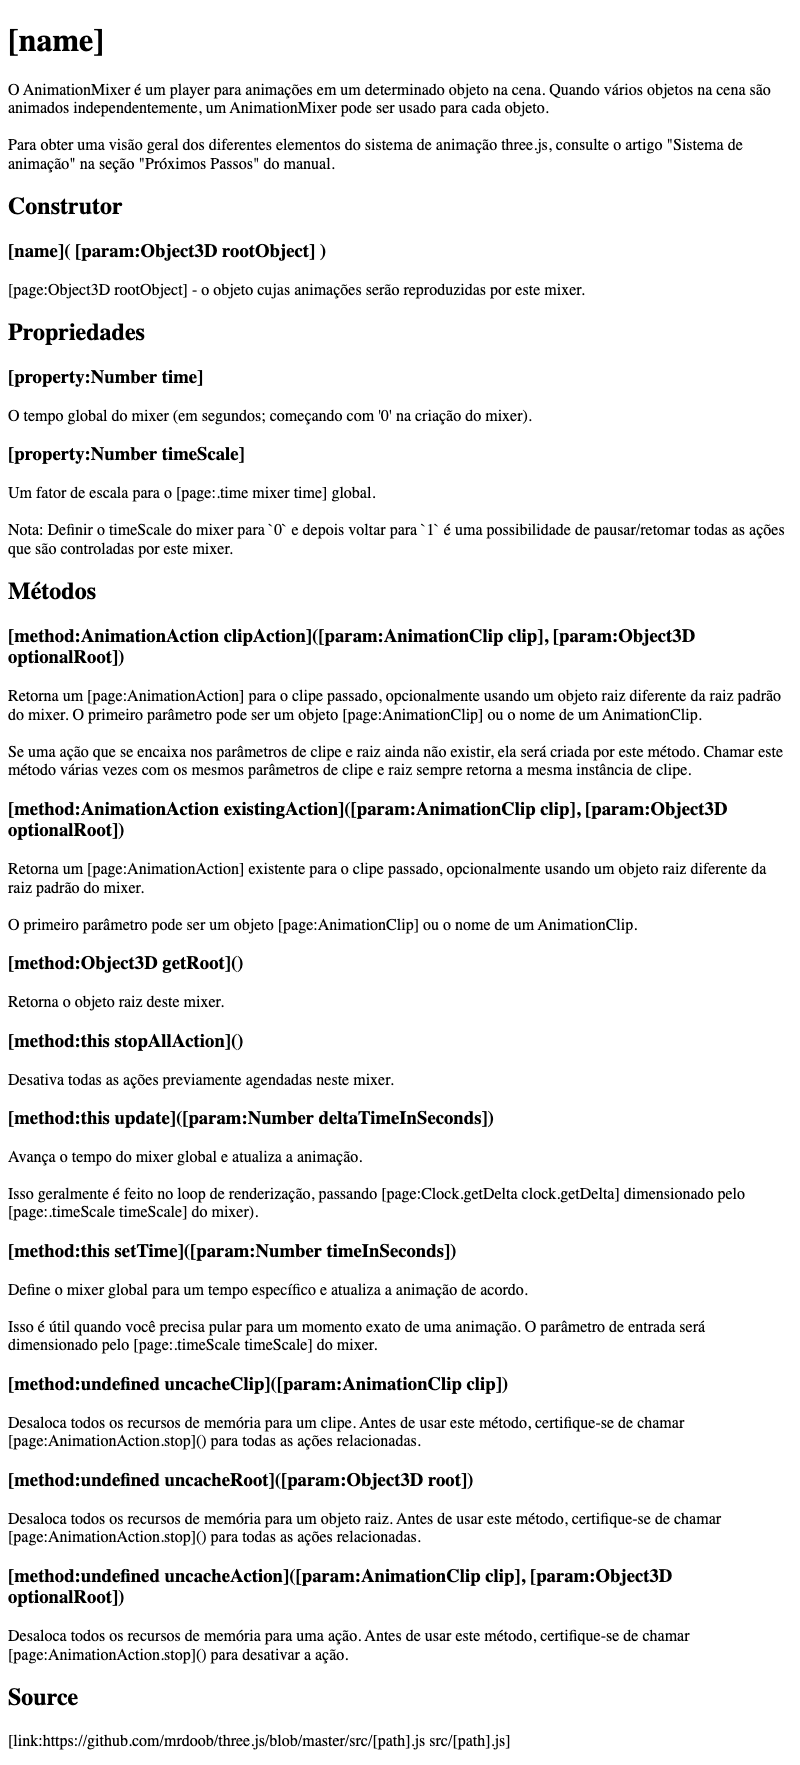 [name]
O AnimationMixer é um player para animações em um determinado objeto na cena. Quando vários objetos na cena são
animados independentemente, um AnimationMixer pode ser usado para cada objeto.
Para obter uma visão geral dos diferentes elementos do sistema de animação three.js, consulte o artigo "Sistema de
animação" na seção "Próximos Passos" do manual.
Construtor
[name]( [param:Object3D rootObject] )
[page:Object3D rootObject] - o objeto cujas animações serão reproduzidas por este mixer.
Propriedades
[property:Number time]
O tempo global do mixer (em segundos; começando com '0' na criação do mixer).
[property:Number timeScale]
Um fator de escala para o [page:.time mixer time] global.
Nota: Definir o timeScale do mixer para `0` e depois voltar para `1` é uma possibilidade de pausar/retomar todas as ações
que são controladas por este mixer.
Métodos
[method:AnimationAction clipAction]([param:AnimationClip clip], [param:Object3D
optionalRoot])
Retorna um [page:AnimationAction] para o clipe passado, opcionalmente usando um objeto raiz diferente da raiz padrão
do mixer. O primeiro parâmetro pode ser um objeto [page:AnimationClip] ou o nome de um AnimationClip.
Se uma ação que se encaixa nos parâmetros de clipe e raiz ainda não existir, ela será criada por este método. Chamar este
método várias vezes com os mesmos parâmetros de clipe e raiz sempre retorna a mesma instância de clipe.
[method:AnimationAction existingAction]([param:AnimationClip clip], [param:Object3D
optionalRoot])
Retorna um [page:AnimationAction] existente para o clipe passado, opcionalmente usando um objeto raiz diferente da
raiz padrão do mixer.
O primeiro parâmetro pode ser um objeto [page:AnimationClip] ou o nome de um AnimationClip.
[method:Object3D getRoot]()
Retorna o objeto raiz deste mixer.
[method:this stopAllAction]()
Desativa todas as ações previamente agendadas neste mixer.
[method:this update]([param:Number deltaTimeInSeconds])
Avança o tempo do mixer global e atualiza a animação.
Isso geralmente é feito no loop de renderização, passando [page:Clock.getDelta clock.getDelta] dimensionado pelo
[page:.timeScale timeScale] do mixer).
[method:this setTime]([param:Number timeInSeconds])
Define o mixer global para um tempo específico e atualiza a animação de acordo.
Isso é útil quando você precisa pular para um momento exato de uma animação. O parâmetro de entrada será
dimensionado pelo [page:.timeScale timeScale] do mixer.
[method:undefined uncacheClip]([param:AnimationClip clip])
Desaloca todos os recursos de memória para um clipe. Antes de usar este método, certifique-se de chamar
[page:AnimationAction.stop]() para todas as ações relacionadas.
[method:undefined uncacheRoot]([param:Object3D root])
Desaloca todos os recursos de memória para um objeto raiz. Antes de usar este método, certifique-se de chamar
[page:AnimationAction.stop]() para todas as ações relacionadas.
[method:undefined uncacheAction]([param:AnimationClip clip], [param:Object3D
optionalRoot])
Desaloca todos os recursos de memória para uma ação. Antes de usar este método, certifique-se de chamar
[page:AnimationAction.stop]() para desativar a ação.
Source
[link:https://github.com/mrdoob/three.js/blob/master/src/[path].js src/[path].js]